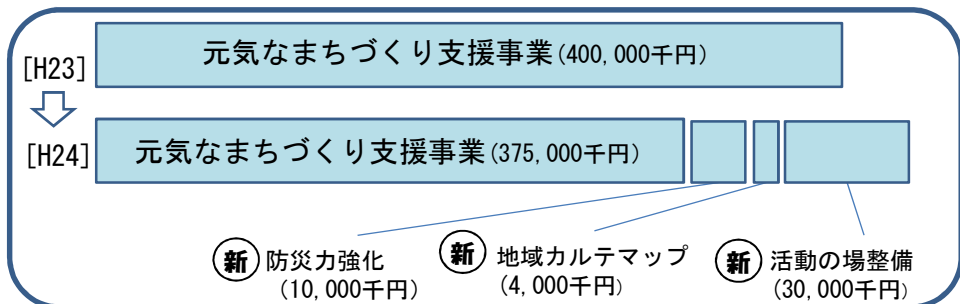 [H23] 元気なまちづくり支援事業(400,000千円)
[H24] 元気なまちづくり支援事業(375,000千円)
新 防災力強化
(10,000千円)
新 地域カルテマップ
(4,000千円)
新 活動の場整備
(30,000千円)